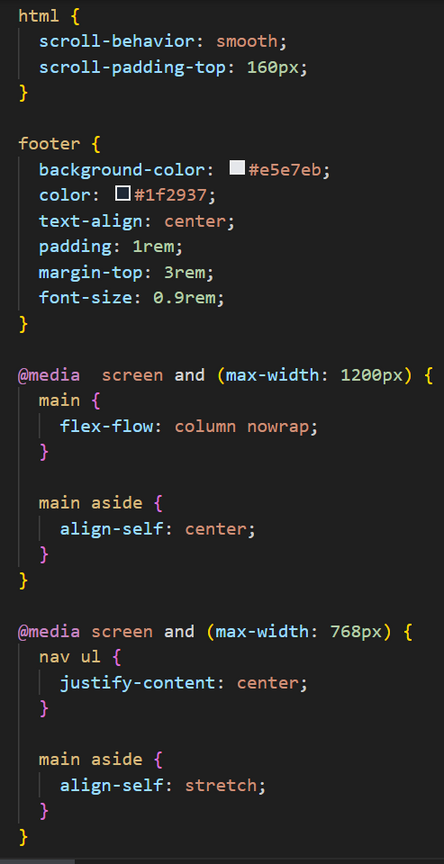 html {
  scroll-behavior: smooth;
  scroll-padding-top: 160px;
}

footer {
  background-color: #e5e7eb;
  color: #1f2937;
  text-align: center;
  padding: 1rem;
  margin-top: 3rem;
  font-size: 0.9rem;
}

@media  screen and (max-width: 1200px) {
  main {
    flex-flow: column nowrap;
  }

  main aside {
    align-self: center;
  }
}

@media screen and (max-width: 768px) {
  nav ul {
    justify-content: center;
  }

  main aside {
    align-self: stretch;
  }
}